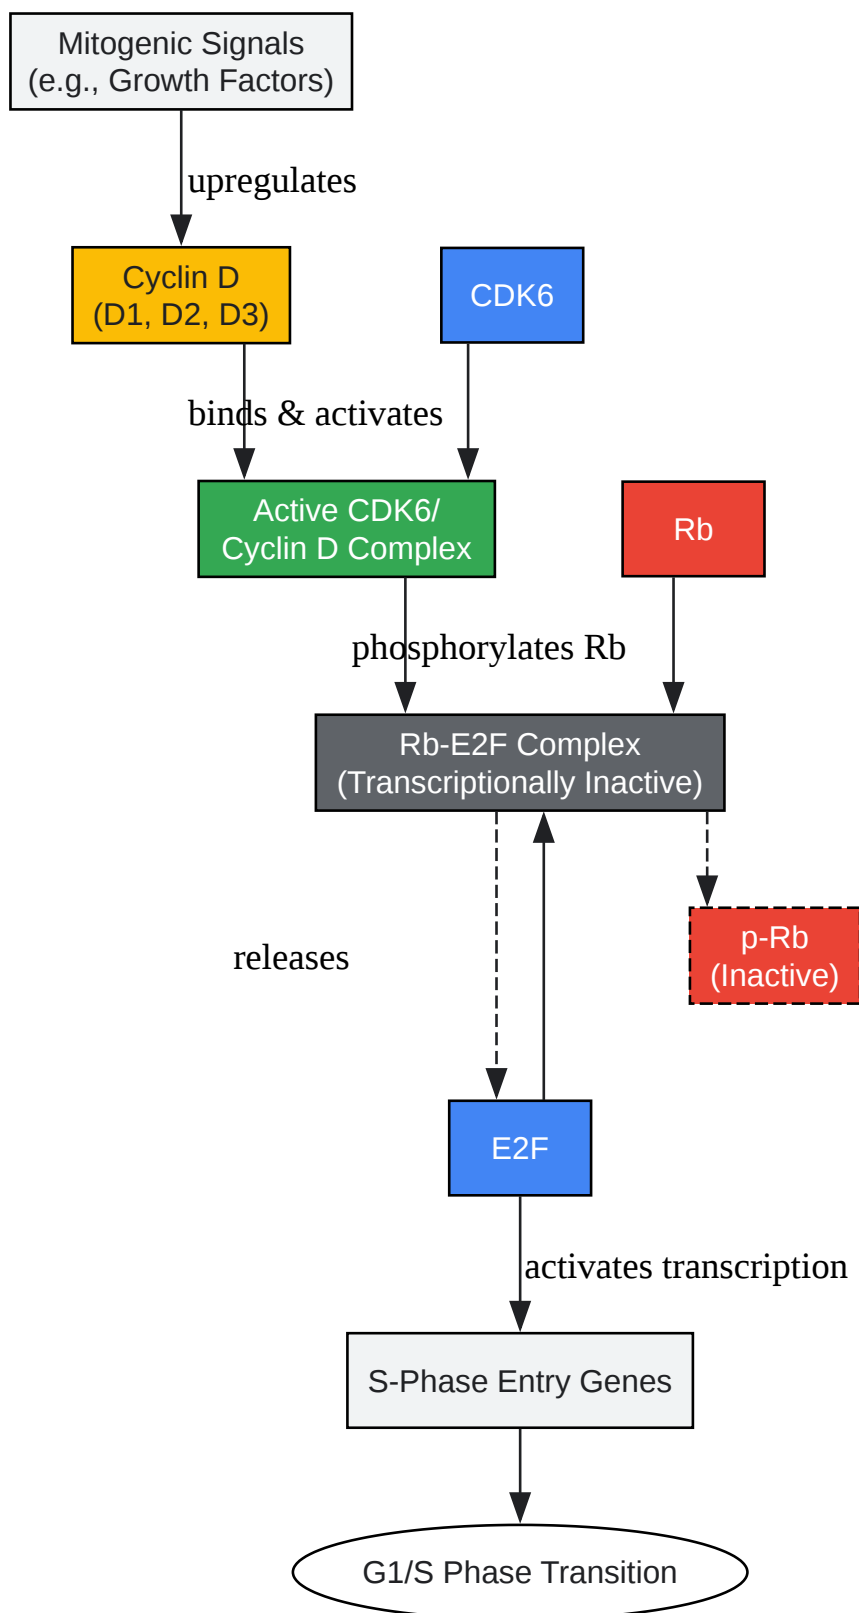 Mitogenic Signals
(e.g., Growth Factors)
upregulates
Cyclin D
(D1, D2, D3)
CDK6
binds & activates
Active CDK6/
Cyclin D Complex
Rb
phosphorylates Rb
Rb-E2F Complex
(Transcriptionally Inactive)
p-Rb
(Inactive)
releases
E2F
activates transcription
S-Phase Entry Genes
G1/S Phase Transition